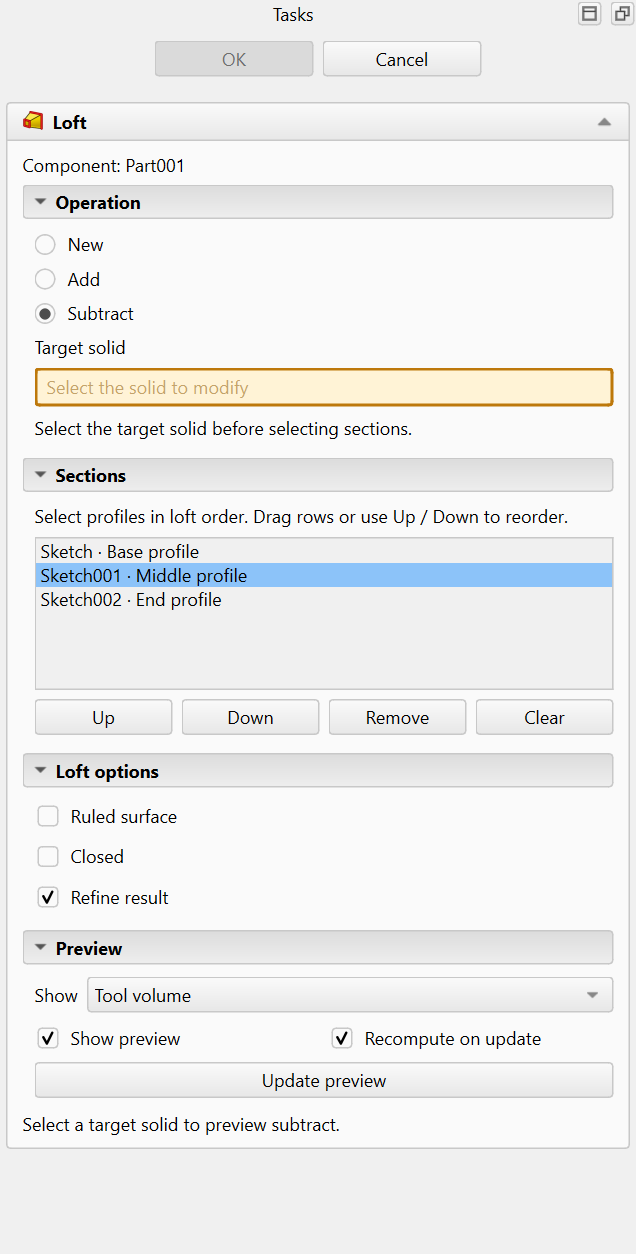 Tasks
OK Cancel
Loft
Component: Part001
Operation
New
Add
Subtract
Target solid
Select the solid to modify
Select the target solid before selecting sections.
Sections
Select profiles in loft order. Drag rows or use Up / Down to reorder.
Sketch · Base profile
Sketch001 · Middle profile
Sketch002 · End profile
Up Down Remove Clear
Loft options
Ruled surface
Closed
Refine result
Preview
Show Tool volume
Show preview Recompute on update
Update preview
Select a target solid to preview subtract.